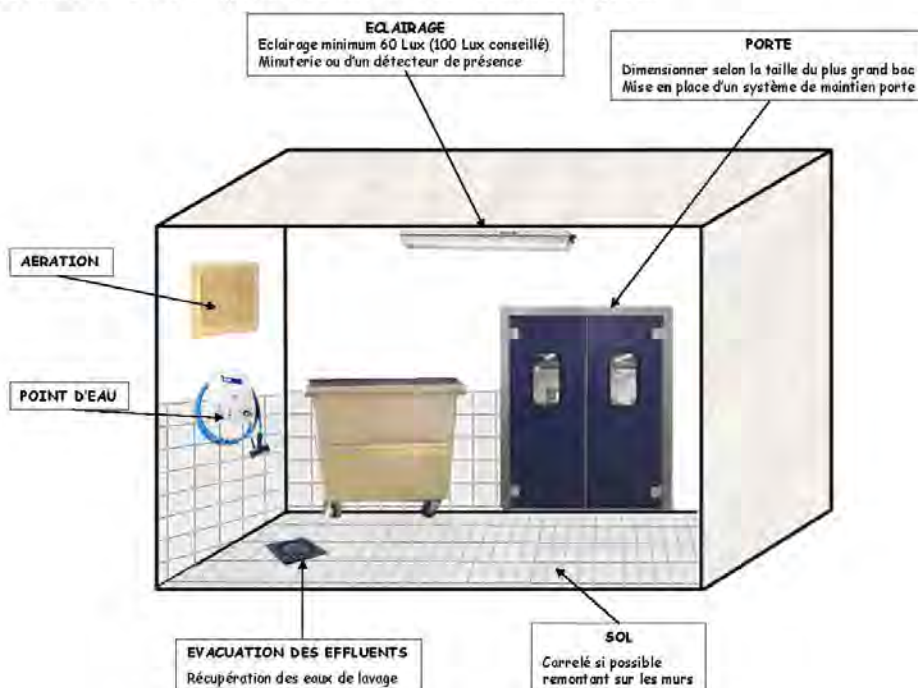 ECLAIRAGE
Eclairage minimum 60 Lux (100 Lux conseillé)
Minuterie ou d'un détecteur de présence
PORTE
Dimensionner selon la taille du plus grand bac
Mise en place d'un système de maintien porte
AERATION
POINT D'EAU
EVACUATION DES EFFLUENTS
Récupération des eaux de lavage
SOL
Carrelé si possible
remontant sur les murs